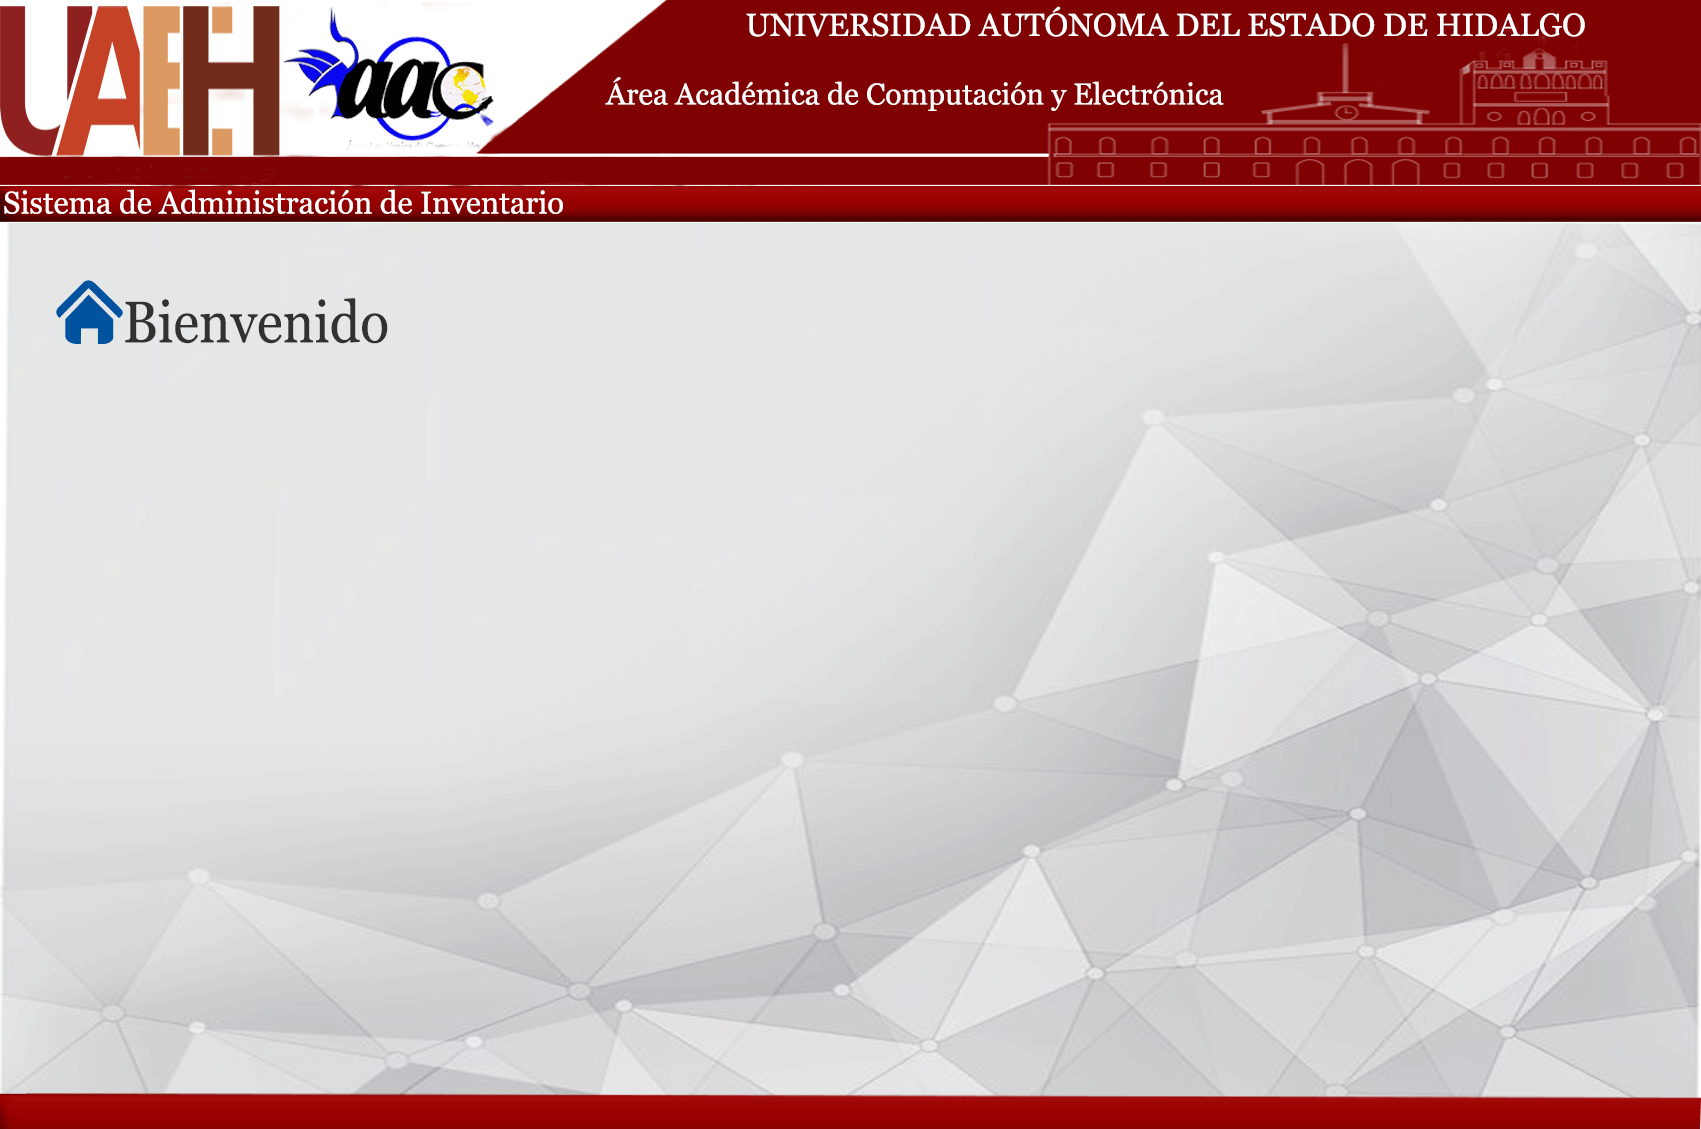 UAEH
aac
UNIVERSIDAD AUTÓNOMA DEL ESTADO DE HIDALGO
Área Académica de Computación y Electrónica
Sistema de Administración de Inventario
Bienvenido